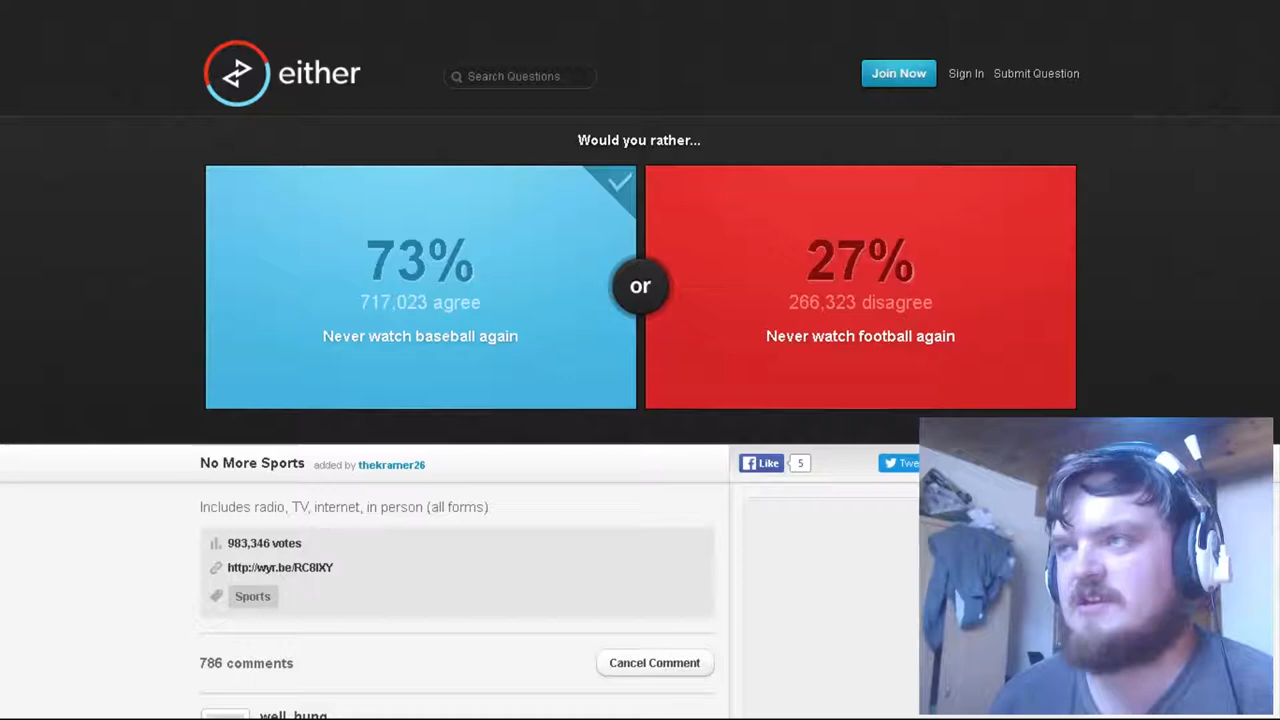 either
Search Questions
Join Now
Sign In
Submit Question
Would you rather...
73%
717,023 agree
Never watch baseball again
or
27%
266,323 disagree
Never watch football again
No More Sports added by thekramer26
Like 5
Twee
Includes radio, TV, internet, in person (all forms)
983,346 votes
http://wyr.be/RC8IXY
Sports
786 comments
Cancel Comment
well_hung